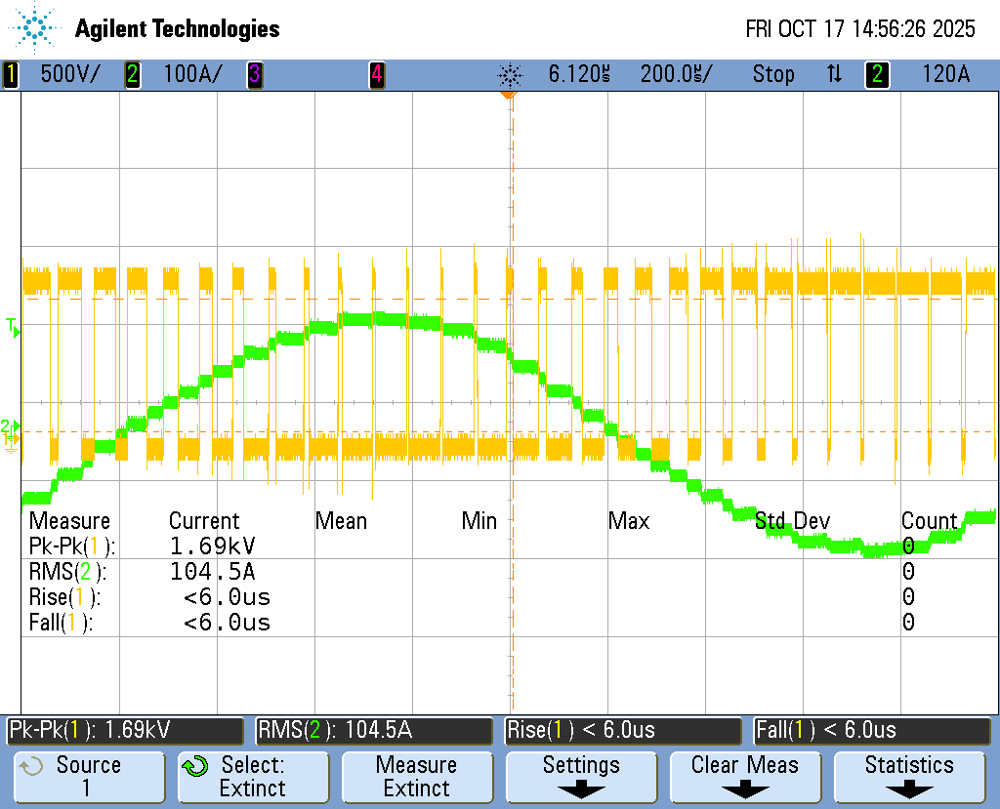 Agilent Technologies
FRI OCT 17 14:56:26 2025
1 500V/ 2 100A/ 3 4 6.120µs 200.0µs/ Stop 2 120A
T
2
Measure Current Mean Min Max Std Dev Count
Pk-Pk(1): 1.69kV 0
RMS(2): 104.5A 0
Rise(1): <6.0us 0
Fall(1): <6.0us 0
Pk-Pk(1): 1.69kV RMS(2): 104.5A Rise(1) < 6.0us Fall(1) < 6.0us
Source Select: Measure Settings Clear Meas Statistics
1 Extinct Extinct